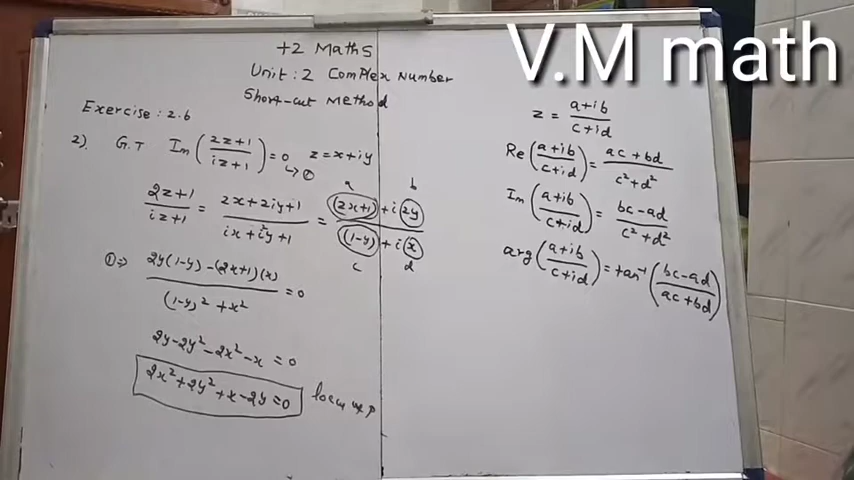 V.M math
+2 Maths
Unit : 2 Complex Number
Short-cut Method
Exercise : 2.6
2). G.T Im(2z+1/iz+1) = 0 z = x+iy
↳ ①
2z+1/iz+1 = 2x+2iy+1/ix+i²y+1 = (2x+1)+i(2y)/(1-y)+i(x)
a b
c d
① ⇒ 2y(1-y)-(2x+1)(x)/(1-y)²+x² = 0
2y-2y²-2x²-x = 0
2x²+2y²+x-2y=0 locus of P
z = a+ib/c+id
Re(a+ib/c+id) = ac+bd/c²+d²
Im(a+ib/c+id) = bc-ad/c²+d²
arg(a+ib/c+id) = tan⁻¹(bc-ad/ac+bd)